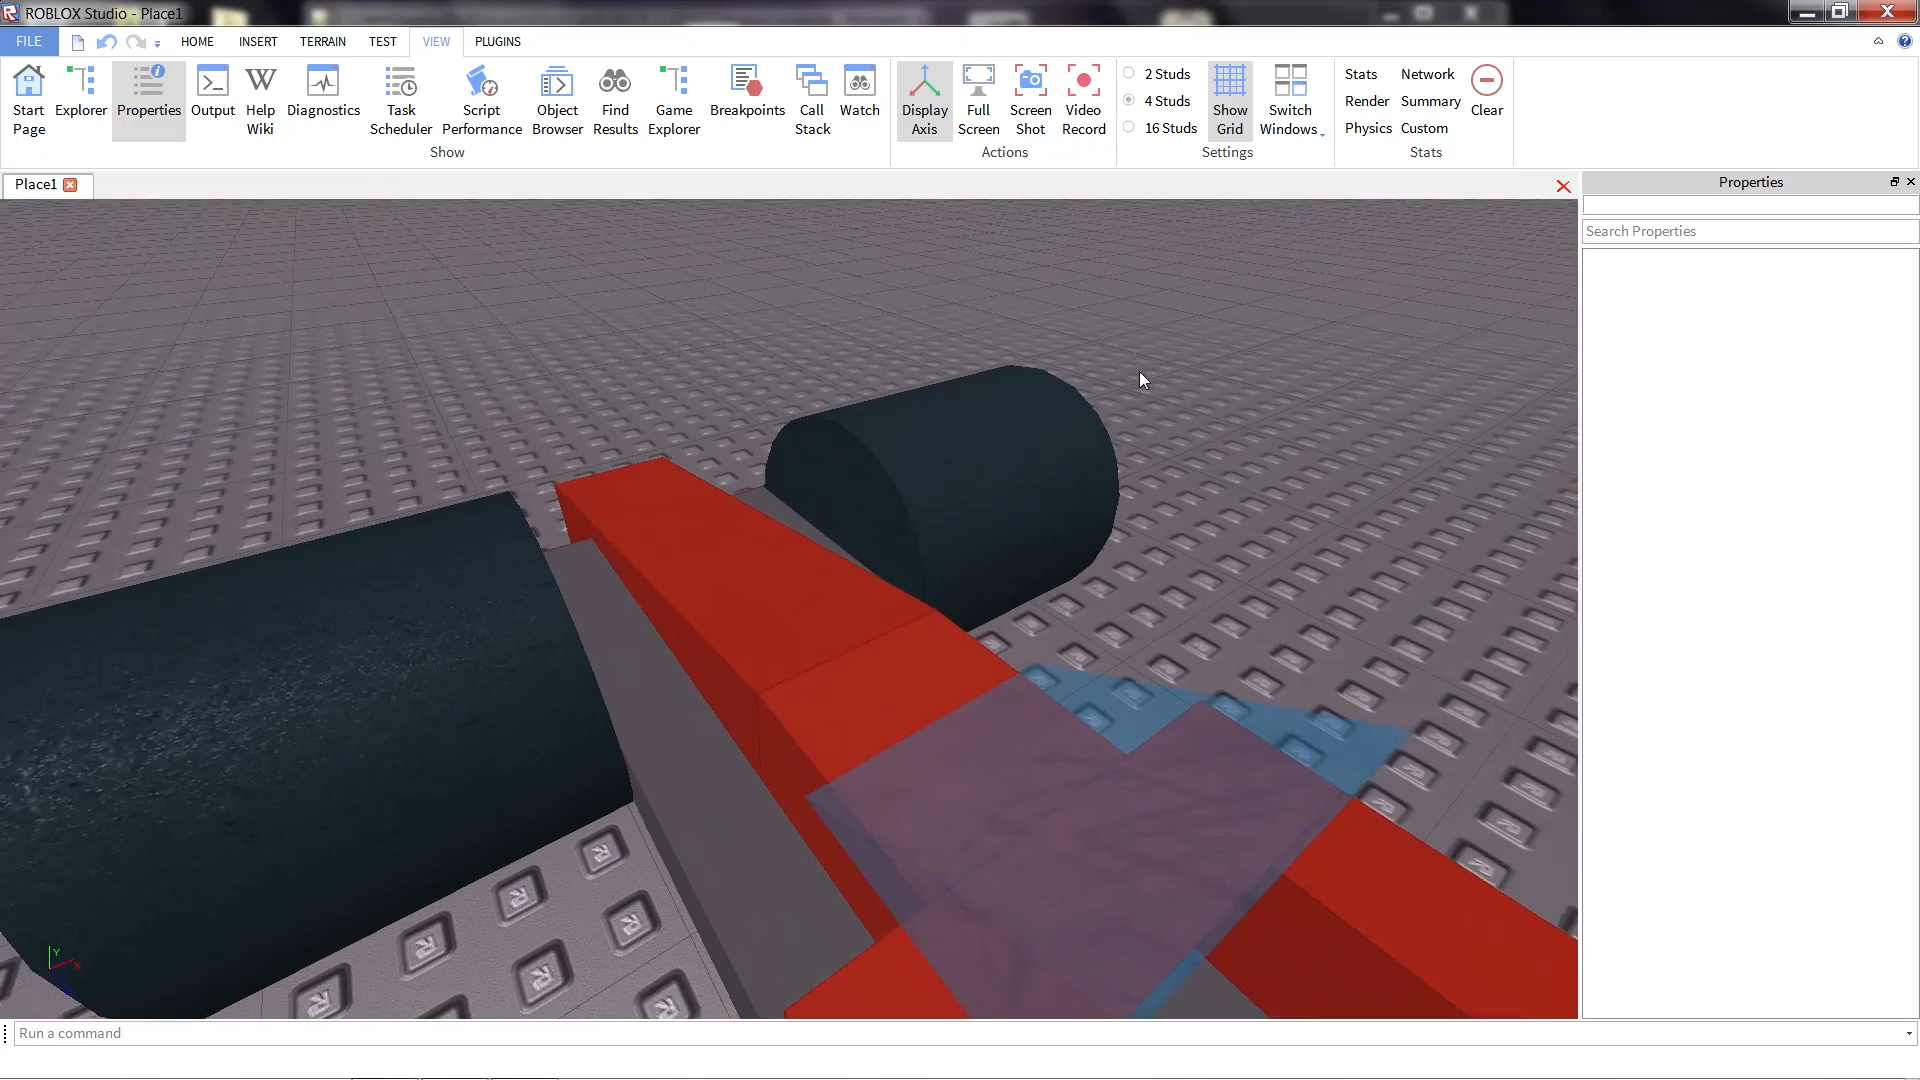 ROBLOX Studio - Place1
FILE HOME INSERT TERRAIN TEST VIEW PLUGINS
Start Page
Explorer
Properties
Output
Help Wiki
Diagnostics
Task Scheduler
Script Performance
Object Browser
Find Results
Game Explorer
Breakpoints
Call Stack
Watch
Show
Display Axis
Full Screen
Screen Shot
Video Record
Actions
2 Studs
4 Studs
16 Studs
Show Grid
Switch Windows
Settings
Stats Network
Render Summary
Physics Custom
Clear
Stats
Place1
Properties
Search Properties
Y
Run a command